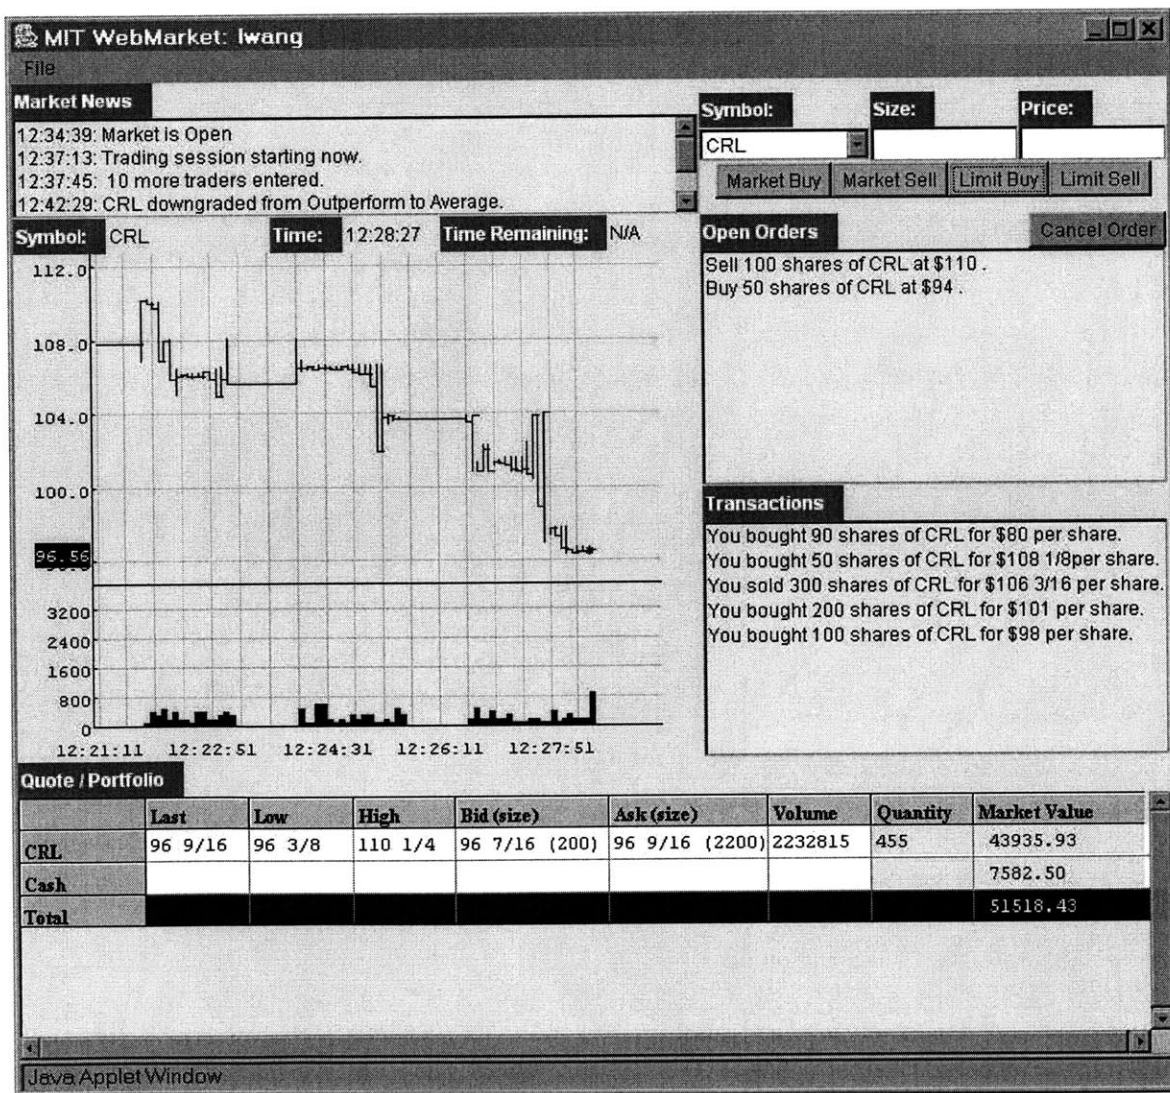 MIT WebMarket: lwang
File
Market News
12:34:39: Market is Open
12:37:13: Trading session starting now.
12:37:45: 10 more traders entered.
12:42:29: CRL downgraded from Outperform to Average.
Symbol: Size: Price:
CRL
Market Buy Market Sell Limit Buy Limit Sell
Symbol: CRL Time: 12:28:27 Time Remaining: N/A
112.0
108.0
104.0
100.0
96.56
3200
2400
1600
800
0
12:21:11 12:22:51 12:24:31 12:26:11 12:27:51
Open Orders Cancel Order
Sell 100 shares of CRL at $110 .
Buy 50 shares of CRL at $94 .
Transactions
You bought 90 shares of CRL for $80 per share.
You bought 50 shares of CRL for $108 1/8per share.
You sold 300 shares of CRL for $106 3/16 per share.
You bought 200 shares of CRL for $101 per share.
You bought 100 shares of CRL for $98 per share.
Quote / Portfolio
Last Low High Bid (size) Ask (size) Volume Quantity Market Value
CRL 96 9/16 96 3/8 110 1/4 96 7/16 (200) 96 9/16 (2200) 2232815 455 43935.93
Cash 7582.50
Total 51518.43
Java Applet Window